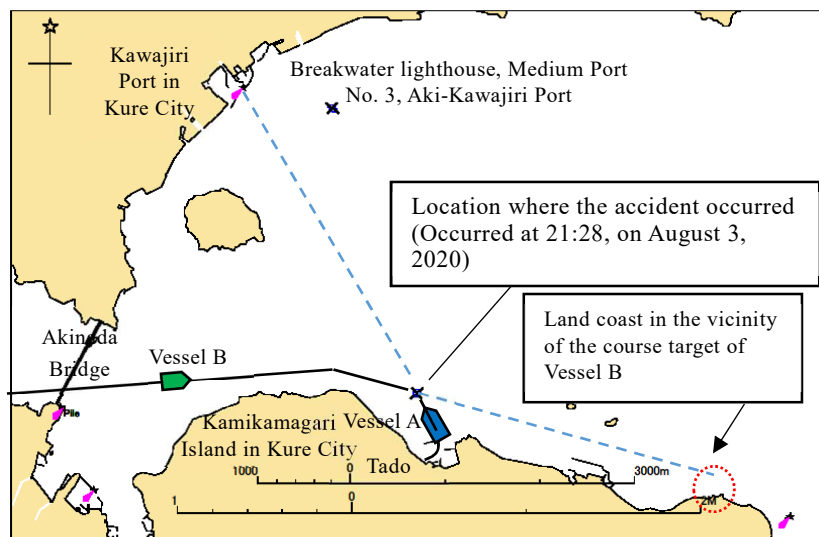 Kawajiri
Port in
Kure City
Breakwater lighthouse, Medium Port
No. 3, Aki-Kawajiri Port
Location where the accident occurred
(Occurred at 21:28, on August 3,
2020)
Land coast in the vicinity
of the course target of
Vessel B
Akinada
Bridge
Vessel B
Pile
Kamikamagari
Island in Kure City
Vessel A
Tado
1000
0
3000m
1
0
2M